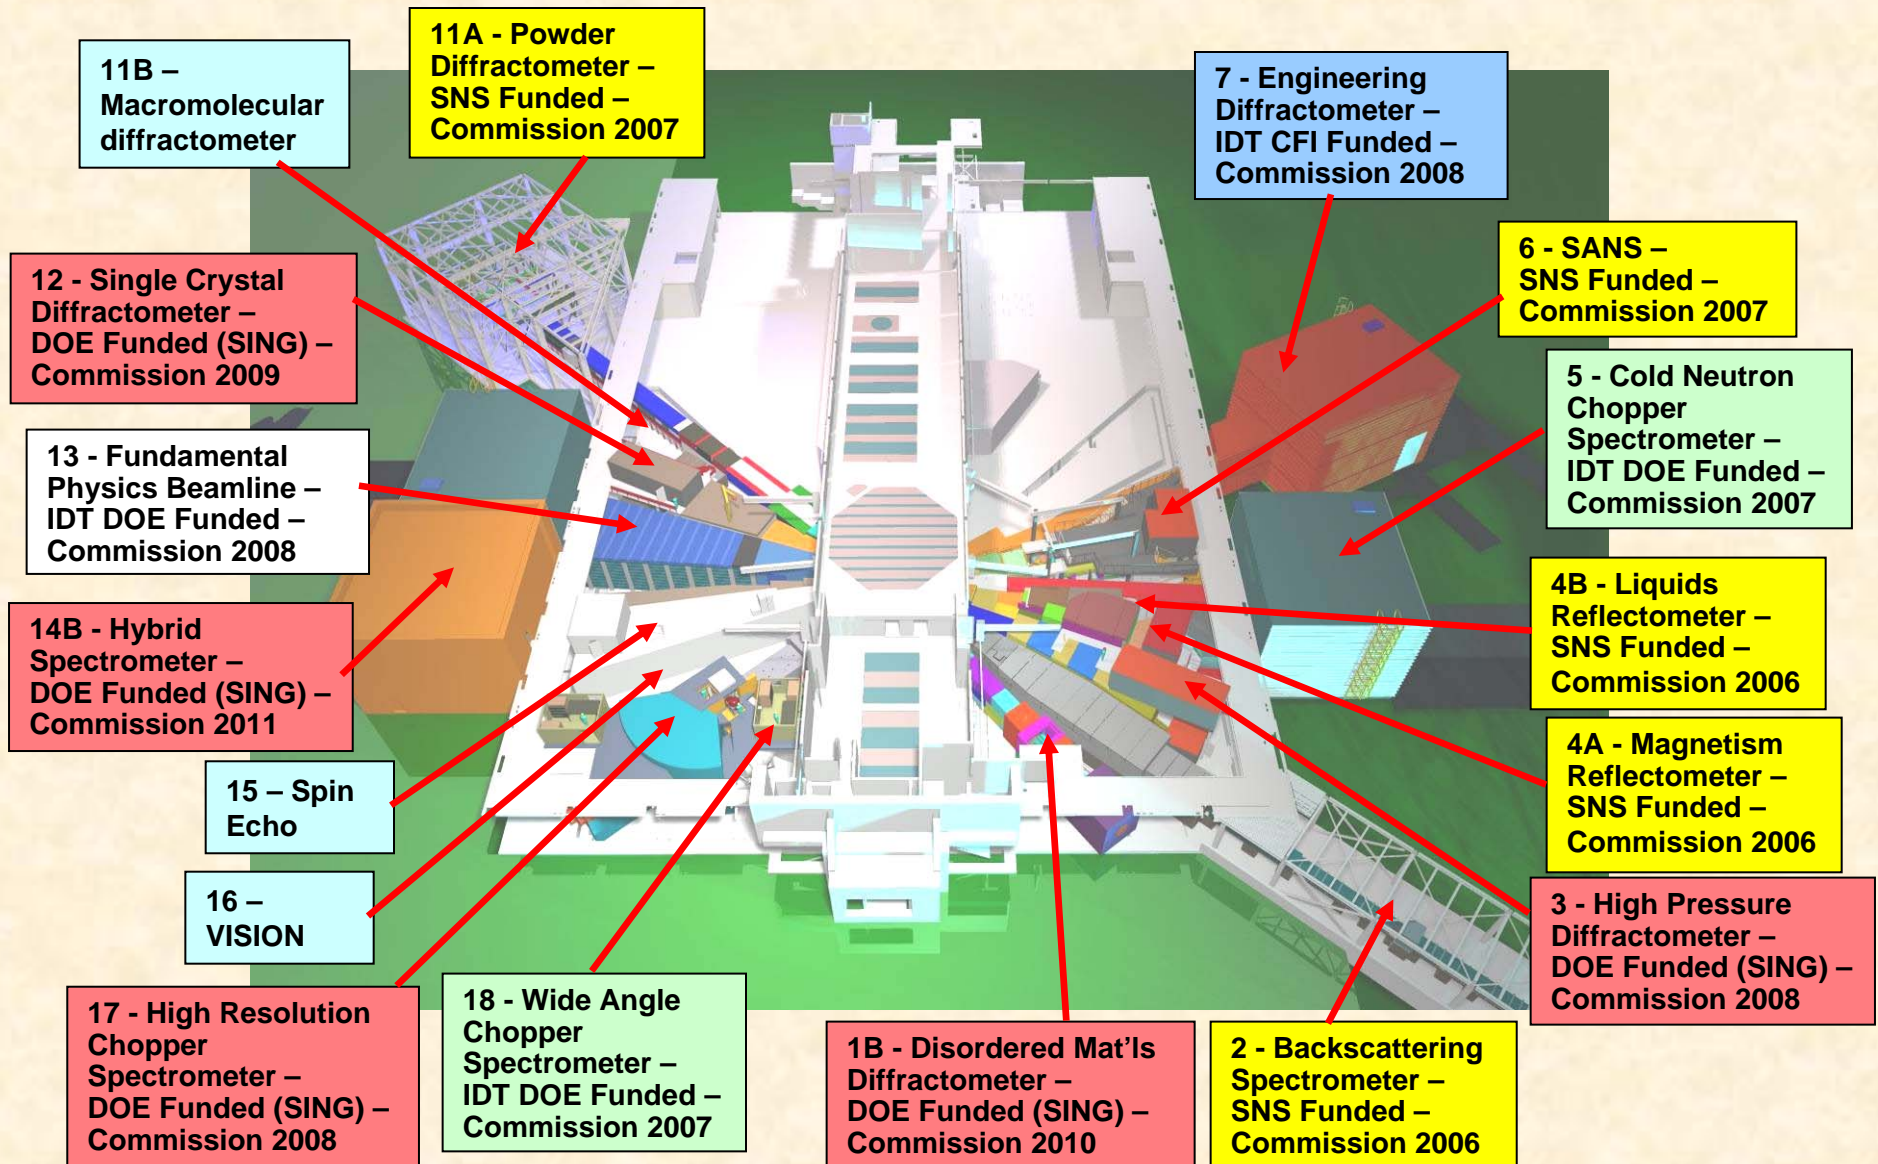 11B –
Macromolecular
diffractometer
11A - Powder
Diffractometer –
SNS Funded –
Commission 2007
7 - Engineering
Diffractometer –
IDT CFI Funded –
Commission 2008
12 - Single Crystal
Diffractometer –
DOE Funded (SING) –
Commission 2009
6 - SANS –
SNS Funded –
Commission 2007
13 - Fundamental
Physics Beamline –
IDT DOE Funded –
Commission 2008
5 - Cold Neutron
Chopper
Spectrometer –
IDT DOE Funded –
Commission 2007
14B - Hybrid
Spectrometer –
DOE Funded (SING) –
Commission 2011
4B - Liquids
Reflectometer –
SNS Funded –
Commission 2006
15 – Spin
Echo
4A - Magnetism
Reflectometer –
SNS Funded –
Commission 2006
16 –
VISION
3 - High Pressure
Diffractometer –
DOE Funded (SING) –
Commission 2008
17 - High Resolution
Chopper
Spectrometer –
DOE Funded (SING) –
Commission 2008
18 - Wide Angle
Chopper
Spectrometer –
IDT DOE Funded –
Commission 2007
1B - Disordered Mat'ls
Diffractometer –
DOE Funded (SING) –
Commission 2010
2 - Backscattering
Spectrometer –
SNS Funded –
Commission 2006